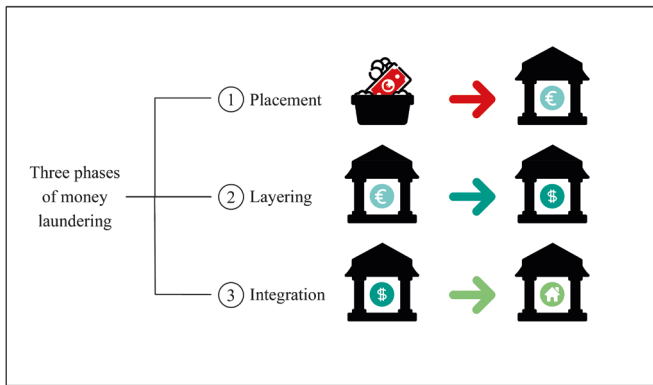 Three phases
of money
laundering
1 Placement
€
2 Layering
€
$
3 Integration
$